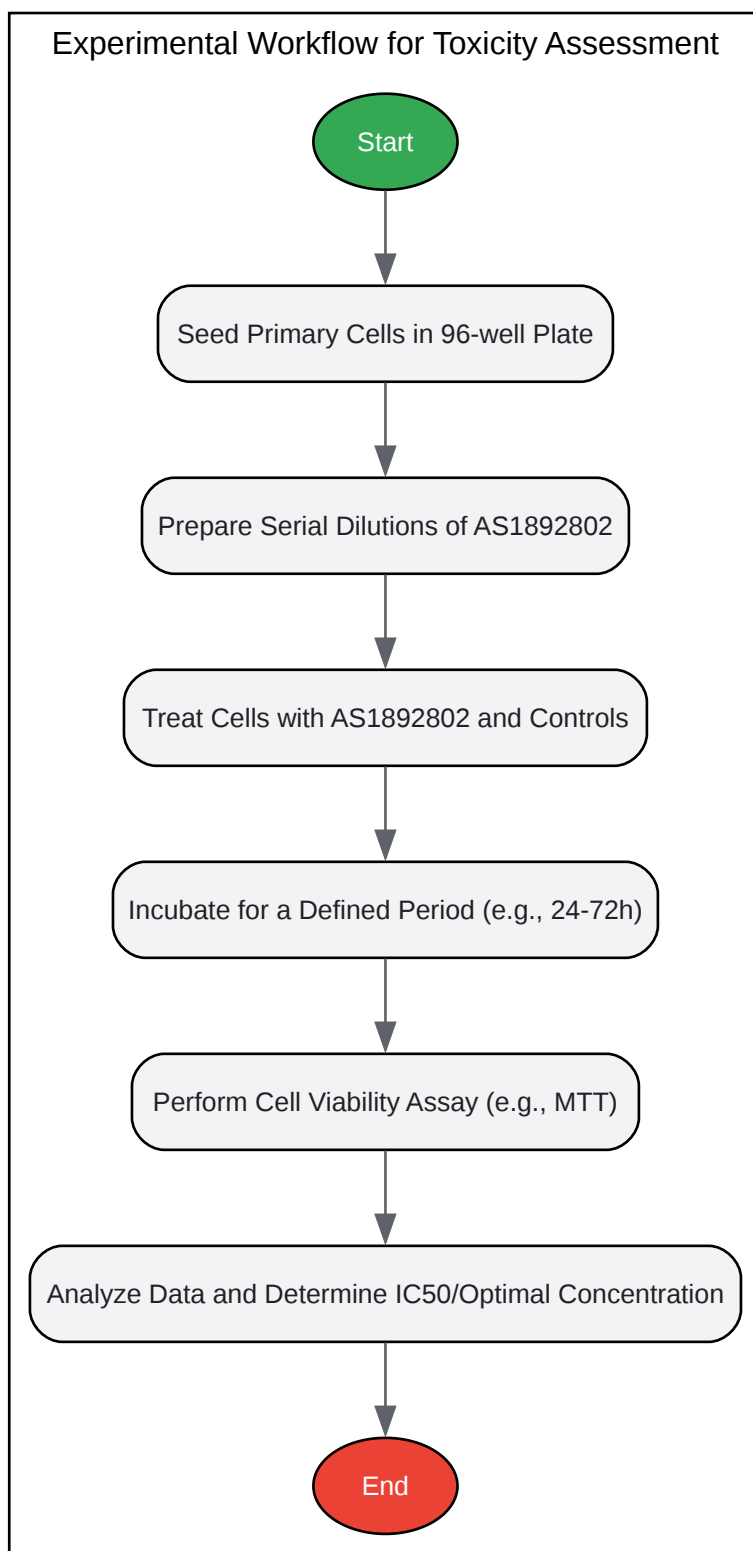 Experimental Workflow for Toxicity Assessment
Start
Seed Primary Cells in 96-well Plate
Prepare Serial Dilutions of AS1892802
Treat Cells with AS1892802 and Controls
Incubate for a Defined Period (e.g., 24-72h)
Perform Cell Viability Assay (e.g., MTT)
Analyze Data and Determine IC50/Optimal Concentration
End